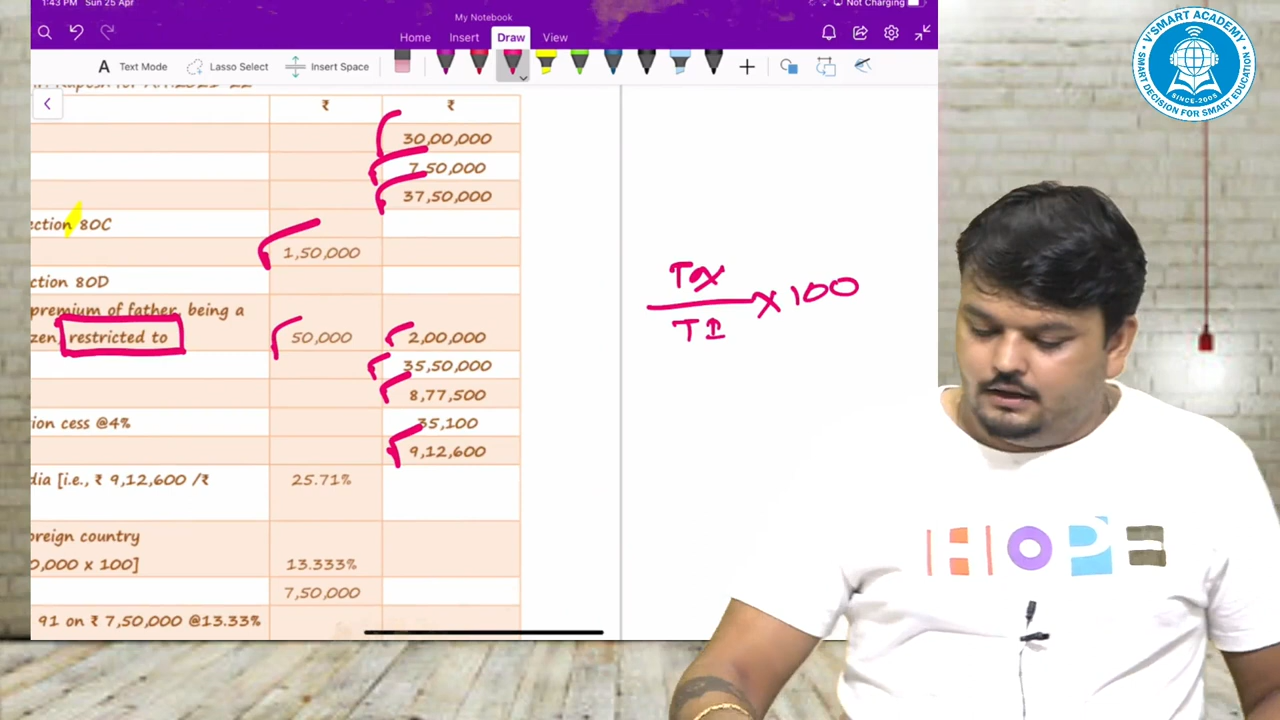 1:43 PM Sun 25 Apr
Not Charging
My Notebook
Home Insert Draw View
A Text Mode Lasso Select Insert Space
₹ ₹
30,00,000
7,50,000
37,50,000
ection 80C
1,50,000
ction 80D
premium of father, being a
zen, restricted to 50,000 2,00,000
35,50,000
8,77,500
ion cess @4% 35,100
9,12,600
dia [i.e., ₹ 9,12,600 /₹ 25.71%
oreign country
0,000 x 100] 13.333%
7,50,000
91 on ₹ 7,50,000 @13.33%
Tax
TI
x 100
V'SMART ACADEMY
SINCE-2005
SMART DECISION FOR SMART EDUCATION
HOPE